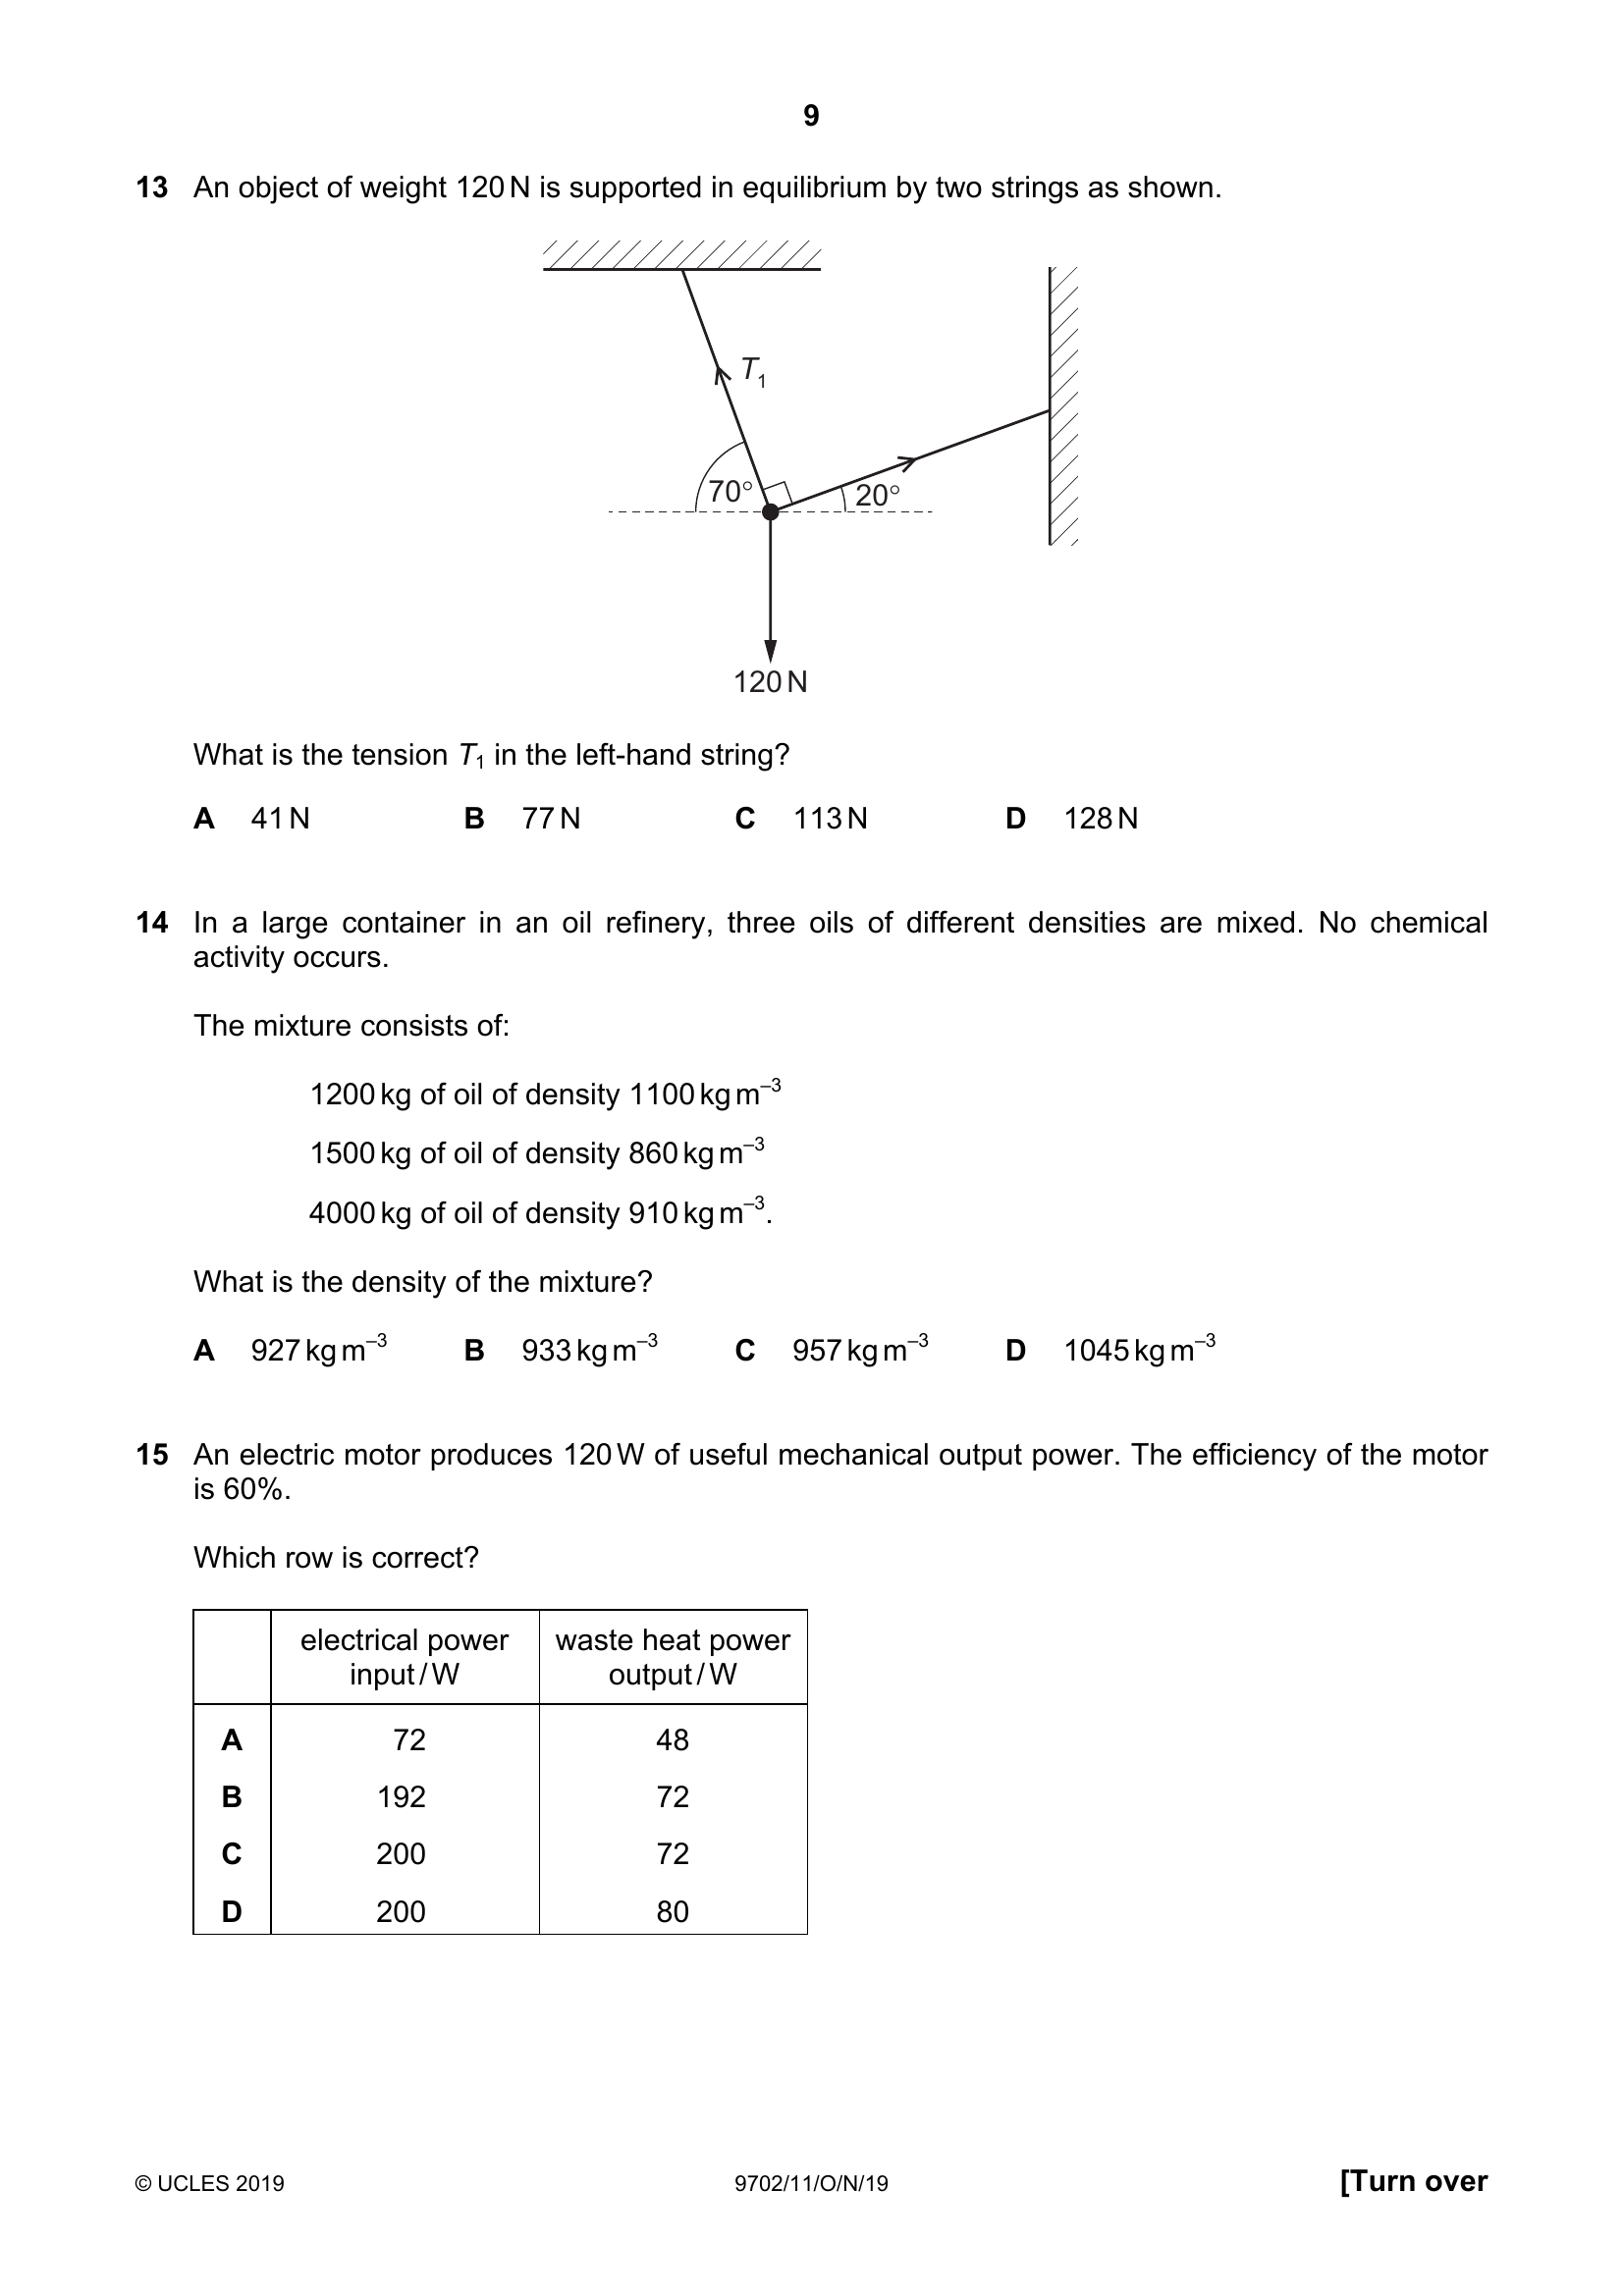 9
13 An object of weight 120 N is supported in equilibrium by two strings as shown.
T₁
70°
20°
120 N
What is the tension T₁ in the left-hand string?
A 41 N B 77 N C 113 N D 128 N
14 In a large container in an oil refinery, three oils of different densities are mixed. No chemical
activity occurs.
The mixture consists of:
1200 kg of oil of density 1100 kg m⁻³
1500 kg of oil of density 860 kg m⁻³
4000 kg of oil of density 910 kg m⁻³.
What is the density of the mixture?
A 927 kg m⁻³ B 933 kg m⁻³ C 957 kg m⁻³ D 1045 kg m⁻³
15 An electric motor produces 120 W of useful mechanical output power. The efficiency of the motor
is 60%.
Which row is correct?
electrical power waste heat power
input / W output / W
A 72 48
B 192 72
C 200 72
D 200 80
© UCLES 2019 9702/11/O/N/19 [Turn over